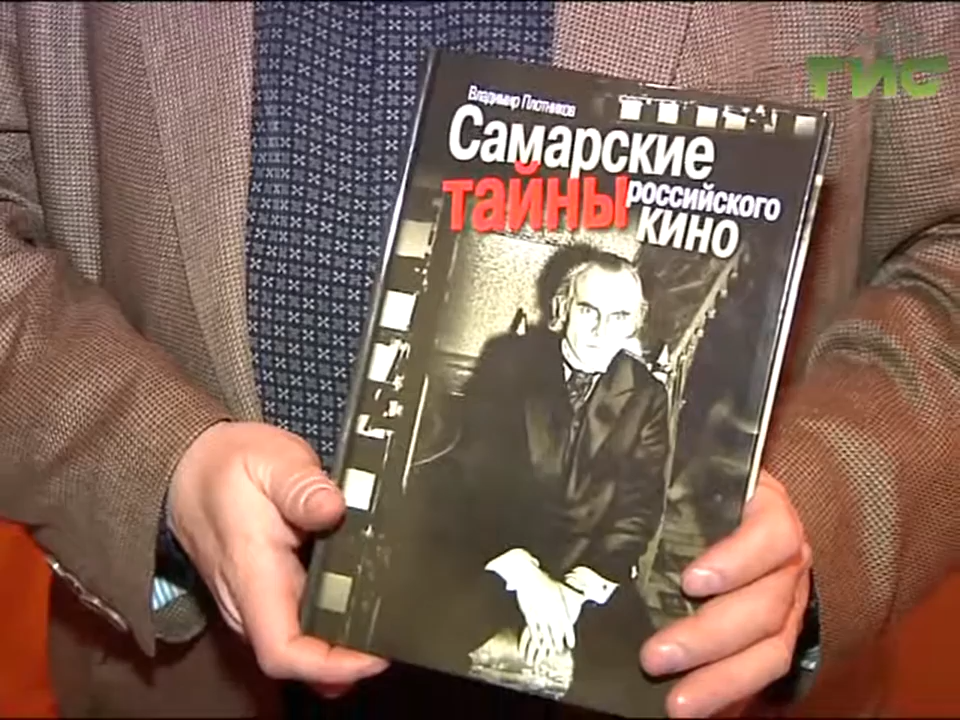 ГИС
Владимир Плотников
Самарские
тайны
российского
кино